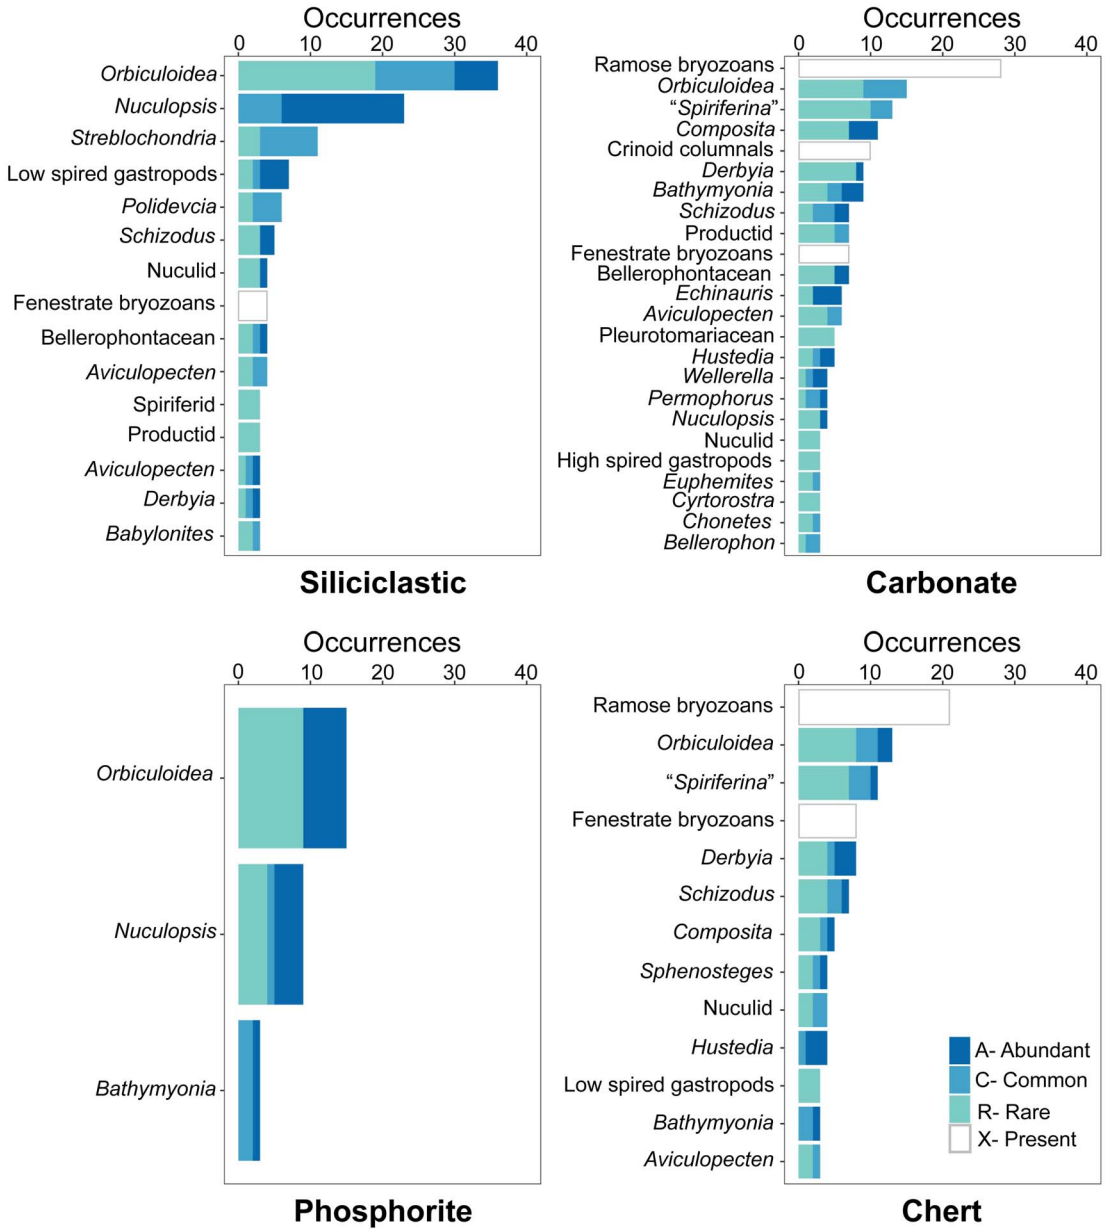 Occurrences
0 10 20 30 40
Orbiculoidea
Nuculopsis
Streblochondria
Low spired gastropods
Polidevcia
Schizodus
Nuculid
Fenestrate bryozoans
Bellerophontacean
Aviculopecten
Spiriferid
Productid
Aviculopecten
Derbyia
Babylonites
Siliciclastic
Occurrences
0 10 20 30 40
Ramose bryozoans
Orbiculoidea
“Spiriferina”
Composita
Crinoid columnals
Derbyia
Bathymyonia
Schizodus
Productid
Fenestrate bryozoans
Bellerophontacean
Echinauris
Aviculopecten
Pleurotomariacean
Hustedia
Wellerella
Permophorus
Nuculopsis
Nuculid
High spired gastropods
Euphemites
Cyrtorostra
Chonetes
Bellerophon
Carbonate
Occurrences
0 10 20 30 40
Orbiculoidea
Nuculopsis
Bathymyonia
Phosphorite
Occurrences
0 10 20 30 40
Ramose bryozoans
Orbiculoidea
“Spiriferina”
Fenestrate bryozoans
Derbyia
Schizodus
Composita
Sphenosteges
Nuculid
Hustedia
Low spired gastropods
Bathymyonia
Aviculopecten
A- Abundant
C- Common
R- Rare
X- Present
Chert